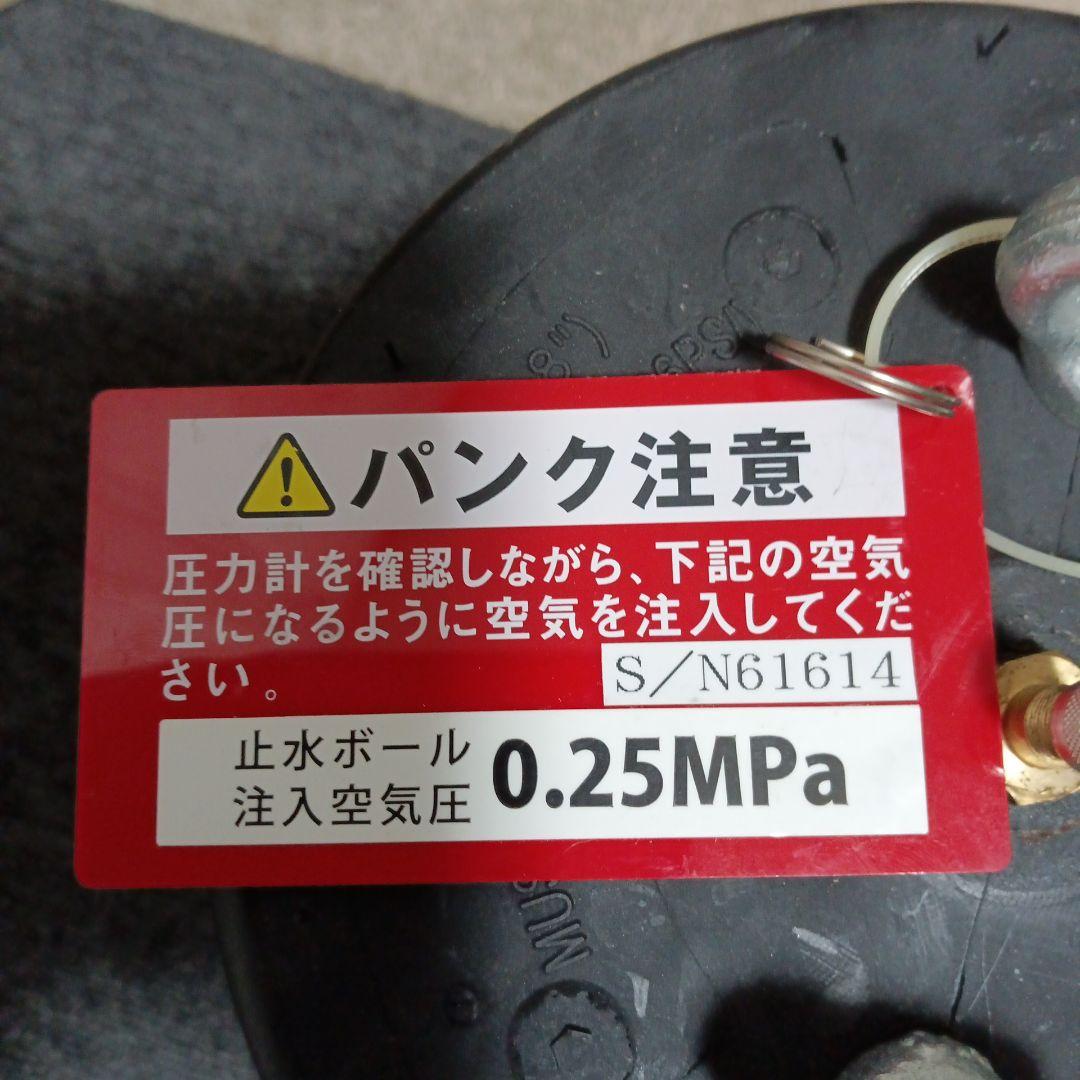 パンク注意
圧力計を確認しながら、下記の空気
圧になるように空気を注入してくだ
さい。
S/N61614
止水ボール
注入空気圧
0.25MPa
8")